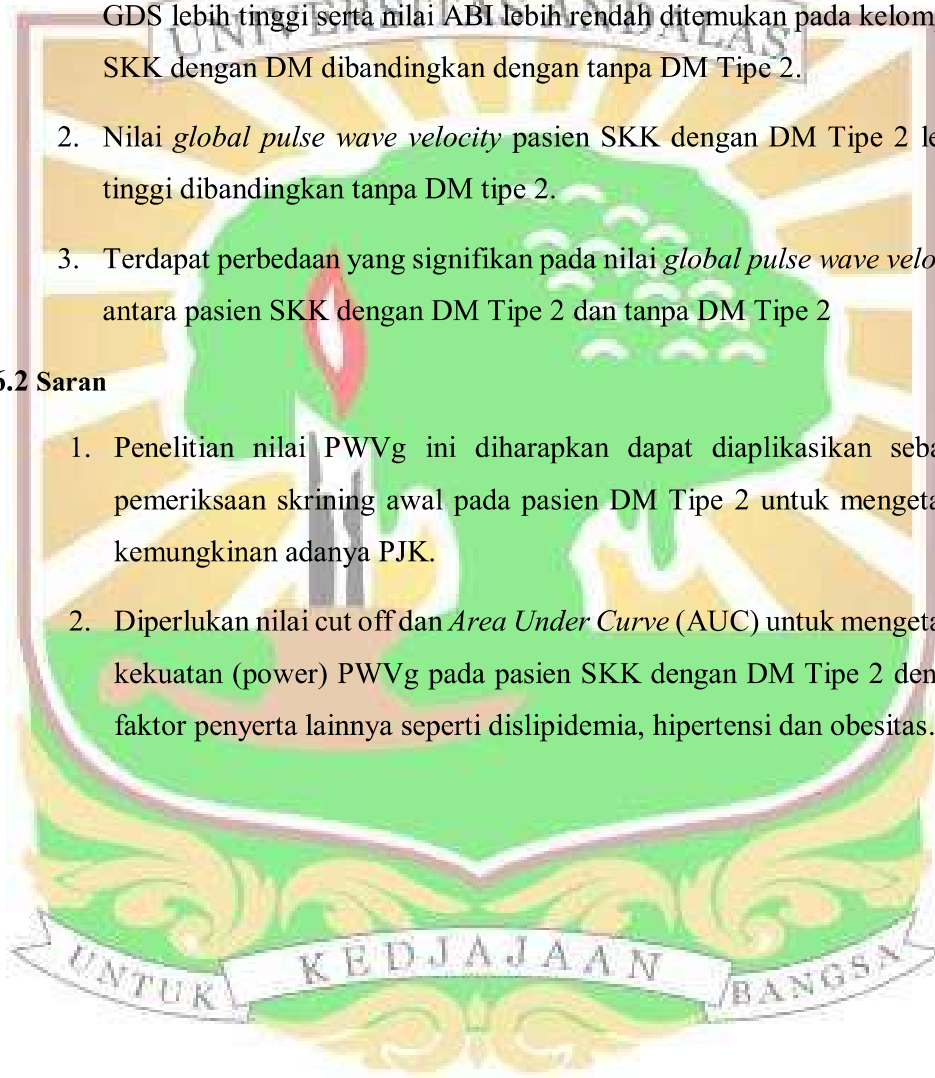 GDS lebih tinggi serta nilai ABI lebih rendah ditemukan pada kelom
UNIVERSITAS ANDALAS
SKK dengan DM dibandingkan dengan tanpa DM Tipe 2.
2. Nilai global pulse wave velocity pasien SKK dengan DM Tipe 2 le
tinggi dibandingkan tanpa DM tipe 2.
3. Terdapat perbedaan yang signifikan pada nilai global pulse wave velo
antara pasien SKK dengan DM Tipe 2 dan tanpa DM Tipe 2
6.2 Saran
1. Penelitian nilai PWVg ini diharapkan dapat diaplikasikan seba
pemeriksaan skrining awal pada pasien DM Tipe 2 untuk mengeta
kemungkinan adanya PJK.
2. Diperlukan nilai cut off dan Area Under Curve (AUC) untuk mengeta
kekuatan (power) PWVg pada pasien SKK dengan DM Tipe 2 den
faktor penyerta lainnya seperti dislipidemia, hipertensi dan obesitas.
UNTUK KEDJAJAAN BANGSA